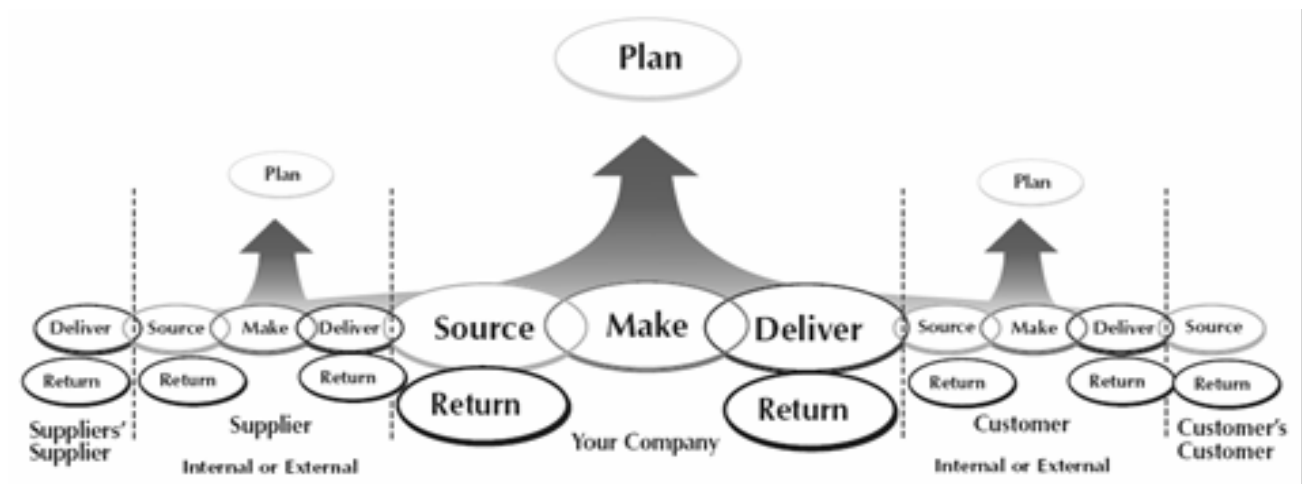 Plan
Plan
Plan
Deliver Source Make Deliver Source Make Deliver Source Make Deliver Source
Return Return Return Return Return Return Return Return
Suppliers'
Supplier
Supplier
Internal or External
Your Company
Customer
Internal or External
Customer's
Customer